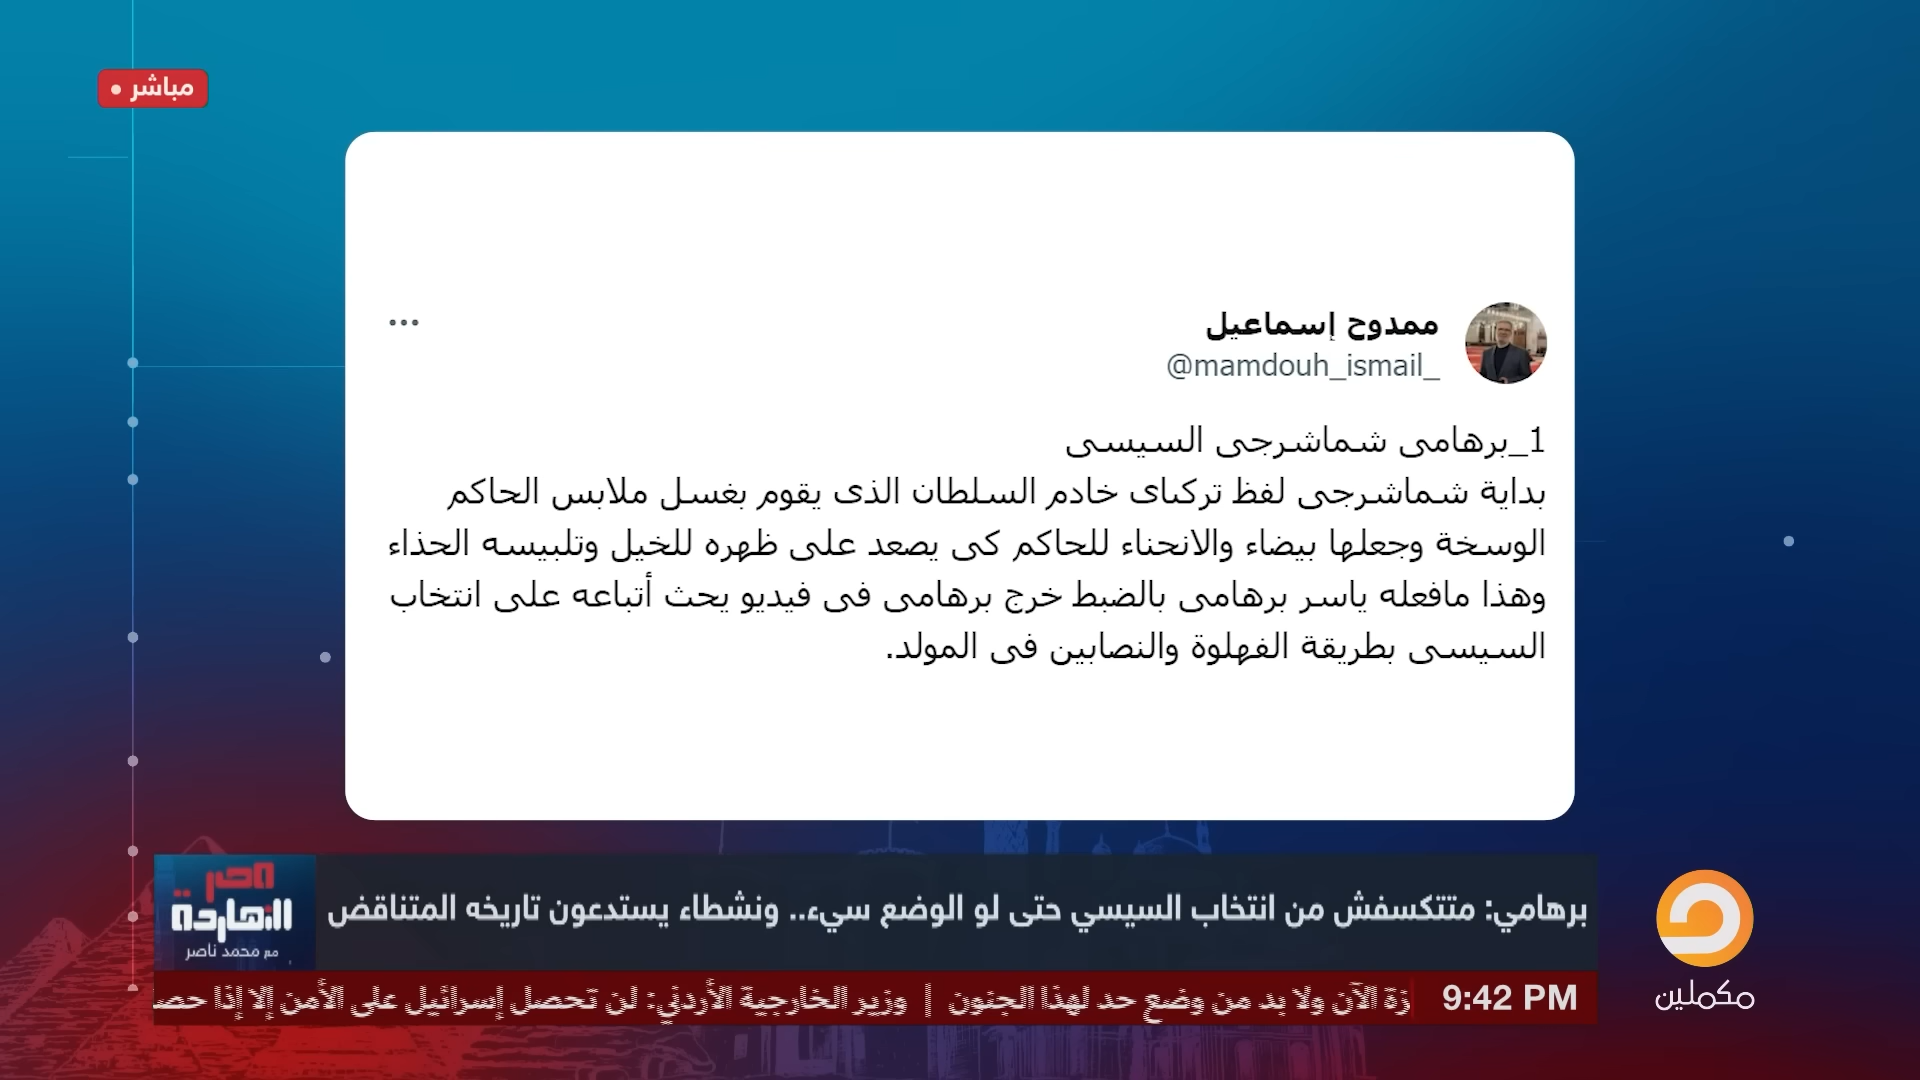 مباشر
ممدوح إسماعيل
@mamdouh_ismail_
1_برهامى شماشرجى السيسى
بداية شماشرجى لفظ تركىاى خادم السلطان الذى يقوم بغسل ملابس الحاكم
الوسخة وجعلها بيضاء والانحناء للحاكم كى يصعد على ظهره للخيل وتلبيسه الحذاء
وهذا مافعله ياسر برهامى بالضبط خرج برهامى فى فيديو يحث أتباعه على انتخاب
السيسى بطريقة الفهلوة والنصابين فى المولد.
برهامي: متتكسفش من انتخاب السيسي حتى لو الوضع سيء.. ونشطاء يستدعون تاريخه المتناقض
مصر النهاردة
مع محمد ناصر
9:42 PM
الآن ولا بد من وضع حد لهذا الجنون | وزير الخارجية الأردني: لن تحصل إسرائيل على الأمن إلا إذا
مكملين